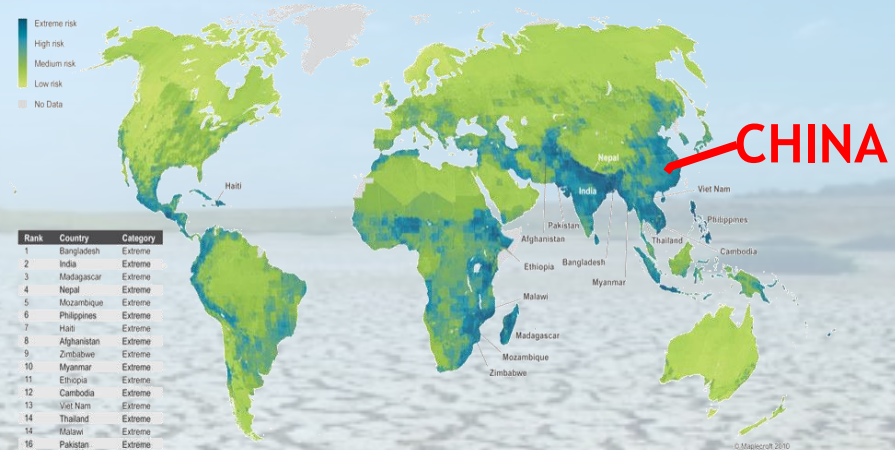 Extreme risk
High risk
Medium risk
Low risk
No Data
CHINA
Nepal
India
Haiti
Viet Nam
Philippines
Pakistan
Thailand
Afghanistan
Cambodia
Ethiopia
Bangladesh
Myanmar
Malawi
Madagascar
Mozambique
Zimbabwe
Rank Country Category
1 Bangladesh Extreme
2 India Extreme
3 Madagascar Extreme
4 Nepal Extreme
5 Mozambique Extreme
6 Philippines Extreme
7 Haiti Extreme
8 Afghanistan Extreme
9 Zimbabwe Extreme
10 Myanmar Extreme
11 Ethiopia Extreme
12 Cambodia Extreme
13 Viet Nam Extreme
14 Thailand Extreme
14 Malawi Extreme
16 Pakistan Extreme
© Maplecroft 2010